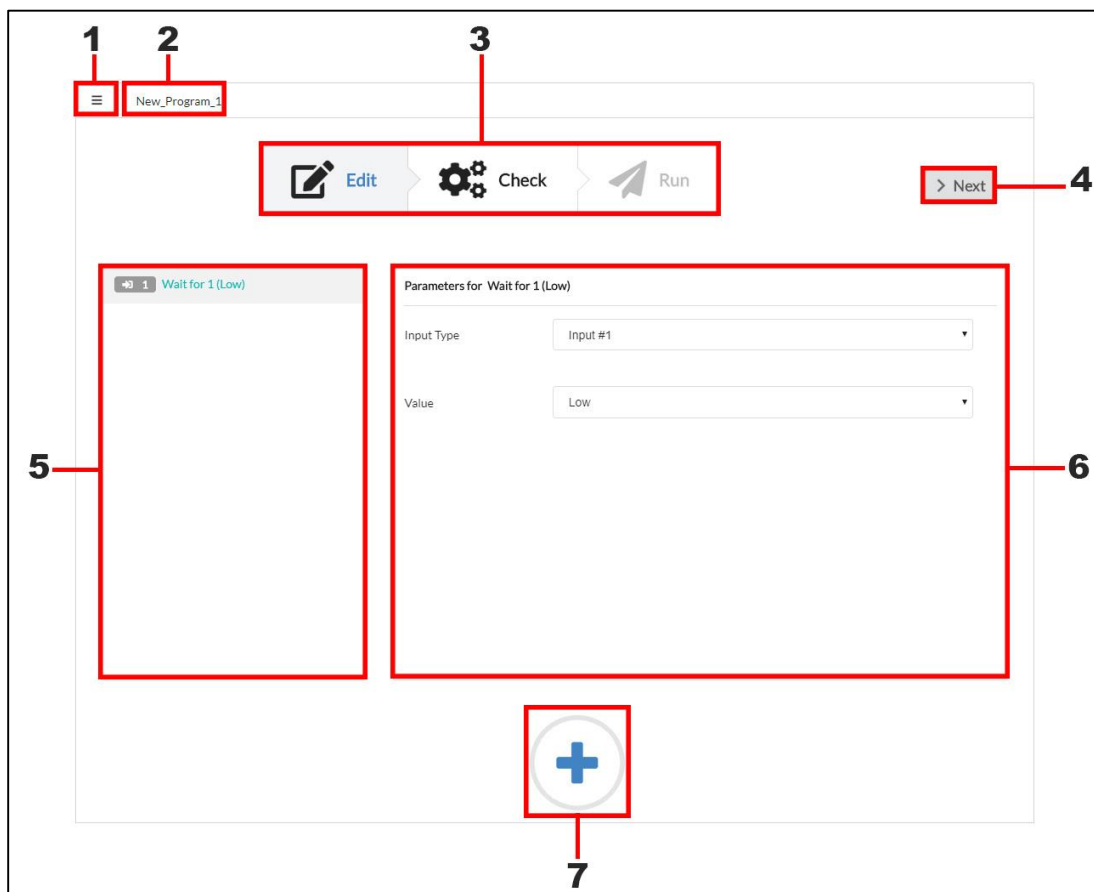 1 2 3
≡ New_Program_1
Edit Check Run
> Next 4
1 Wait for 1 (Low)
Parameters for Wait for 1 (Low)
Input Type Input #1
Value Low
5 6
7